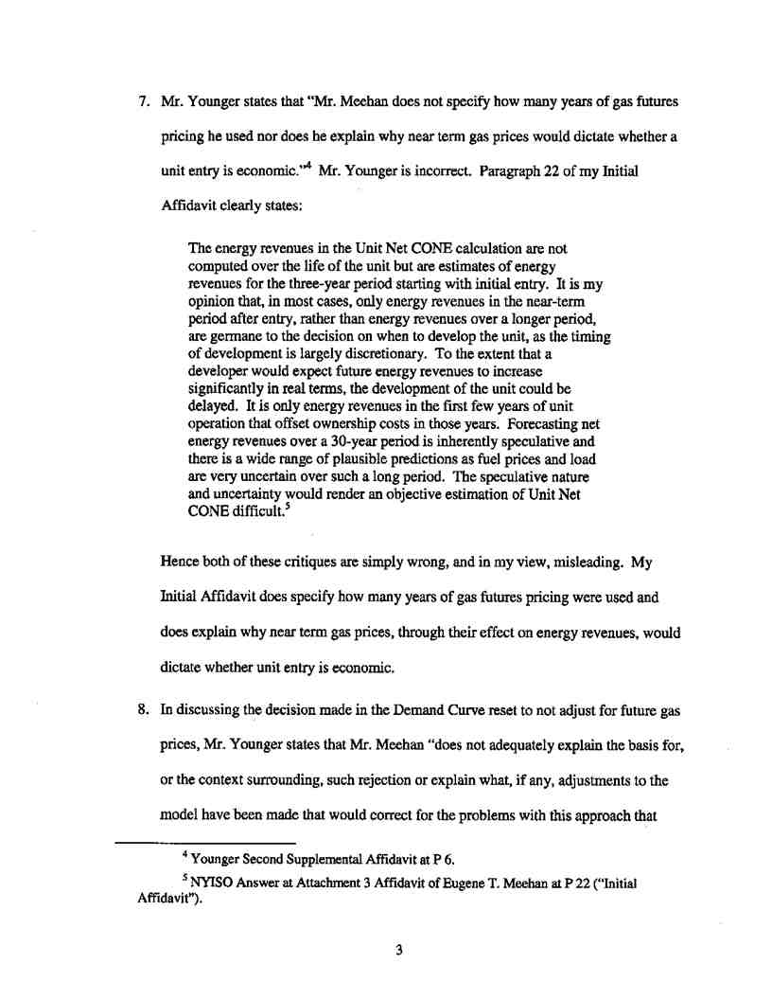 7. Mr. Younger states that "Mr. Meehan does not specify how many years of gas futures
pricing he used nor does he explain why near term gas prices would dictate whether a
unit entry is economic."4 Mr. Younger is incorrect. Paragraph 22 of my Initial
Affidavit clearly states:
The energy revenues in the Unit Net CONE calculation are not
computed over the life of the unit but are estimates of energy
revenues for the three-year period starting with initial entry. It is my
opinion that, in most cases, only energy revenues in the near-term
period after entry, rather than energy revenues over a longer period,
are germane to the decision on when to develop the unit, as the timing
of development is largely discretionary. To the extent that a
developer would expect future energy revenues to increase
significantly in real terms, the development of the unit could be
delayed. It is only energy revenues in the first few years of unit
operation that offset ownership costs in those years. Forecasting net
energy revenues over a 30-year period is inherently speculative and
there is a wide range of plausible predictions as fuel prices and load
are very uncertain over such a long period. The speculative nature
and uncertainty would render an objective estimation of Unit Net
CONE difficult.5
Hence both of these critiques are simply wrong, and in my view, misleading. My
Initial Affidavit does specify how many years of gas futures pricing were used and
does explain why near term gas prices, through their effect on energy revenues, would
dictate whether unit entry is economic.
8. In discussing the decision made in the Demand Curve reset to not adjust for future gas
prices, Mr. Younger states that Mr. Meehan "does not adequately explain the basis for,
or the context surrounding, such rejection or explain what, if any, adjustments to the
model have been made that would correct for the problems with this approach that
4 Younger Second Supplemental Affidavit at P 6.
5 NYISO Answer at Attachment 3 Affidavit of Eugene T. Meehan at P 22 ("Initial
Affidavit").
3